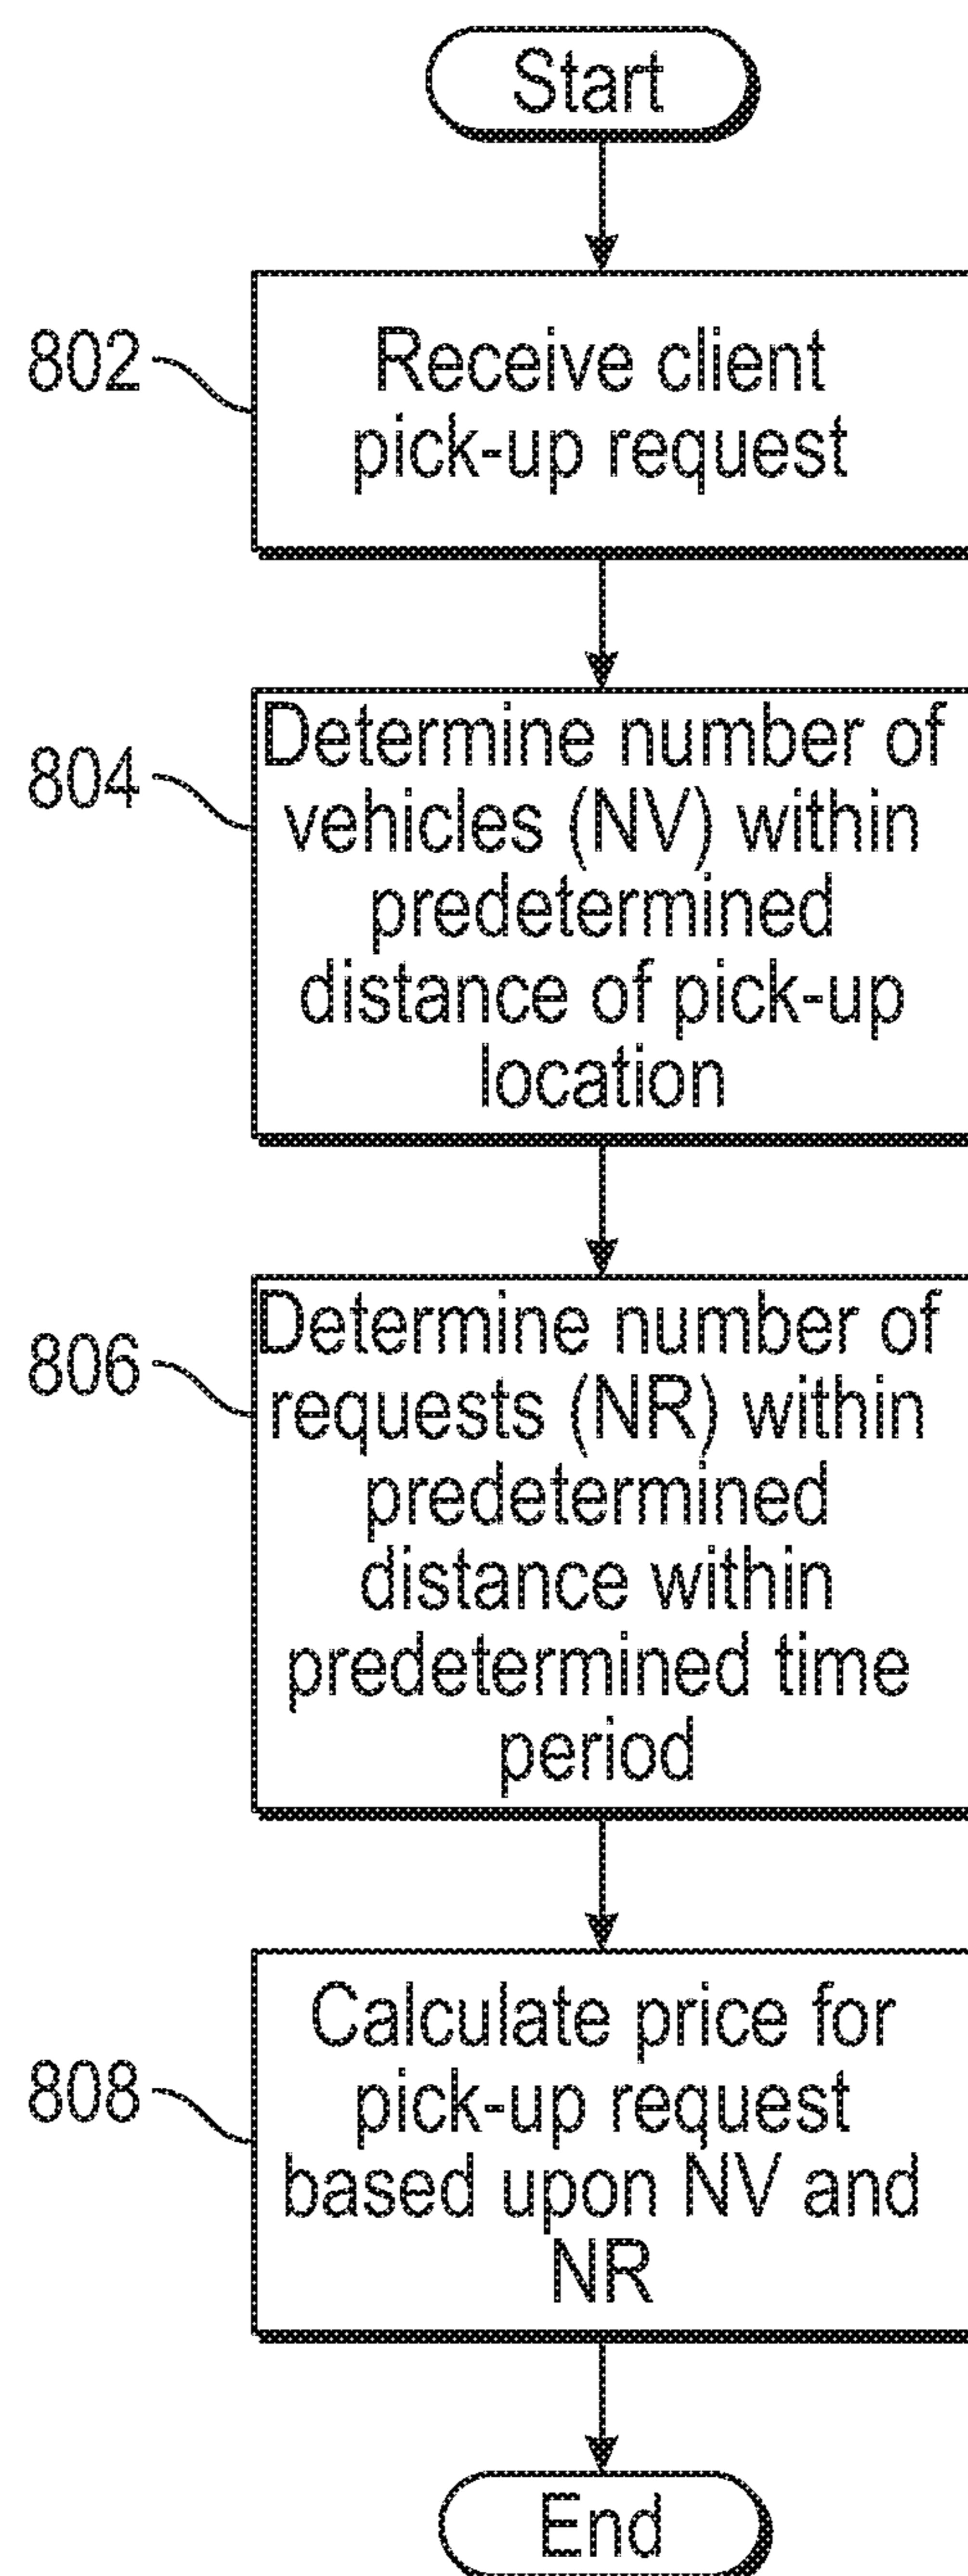 Start
802
Receive client
pick-up request
804
Determine number of
vehicles (NV) within
predetermined
distance of pick-up
location
806
Determine number of
requests (NR) within
predetermined
distance within
predetermined time
period
808
Calculate price for
pick-up request
based upon NV and
NR
End